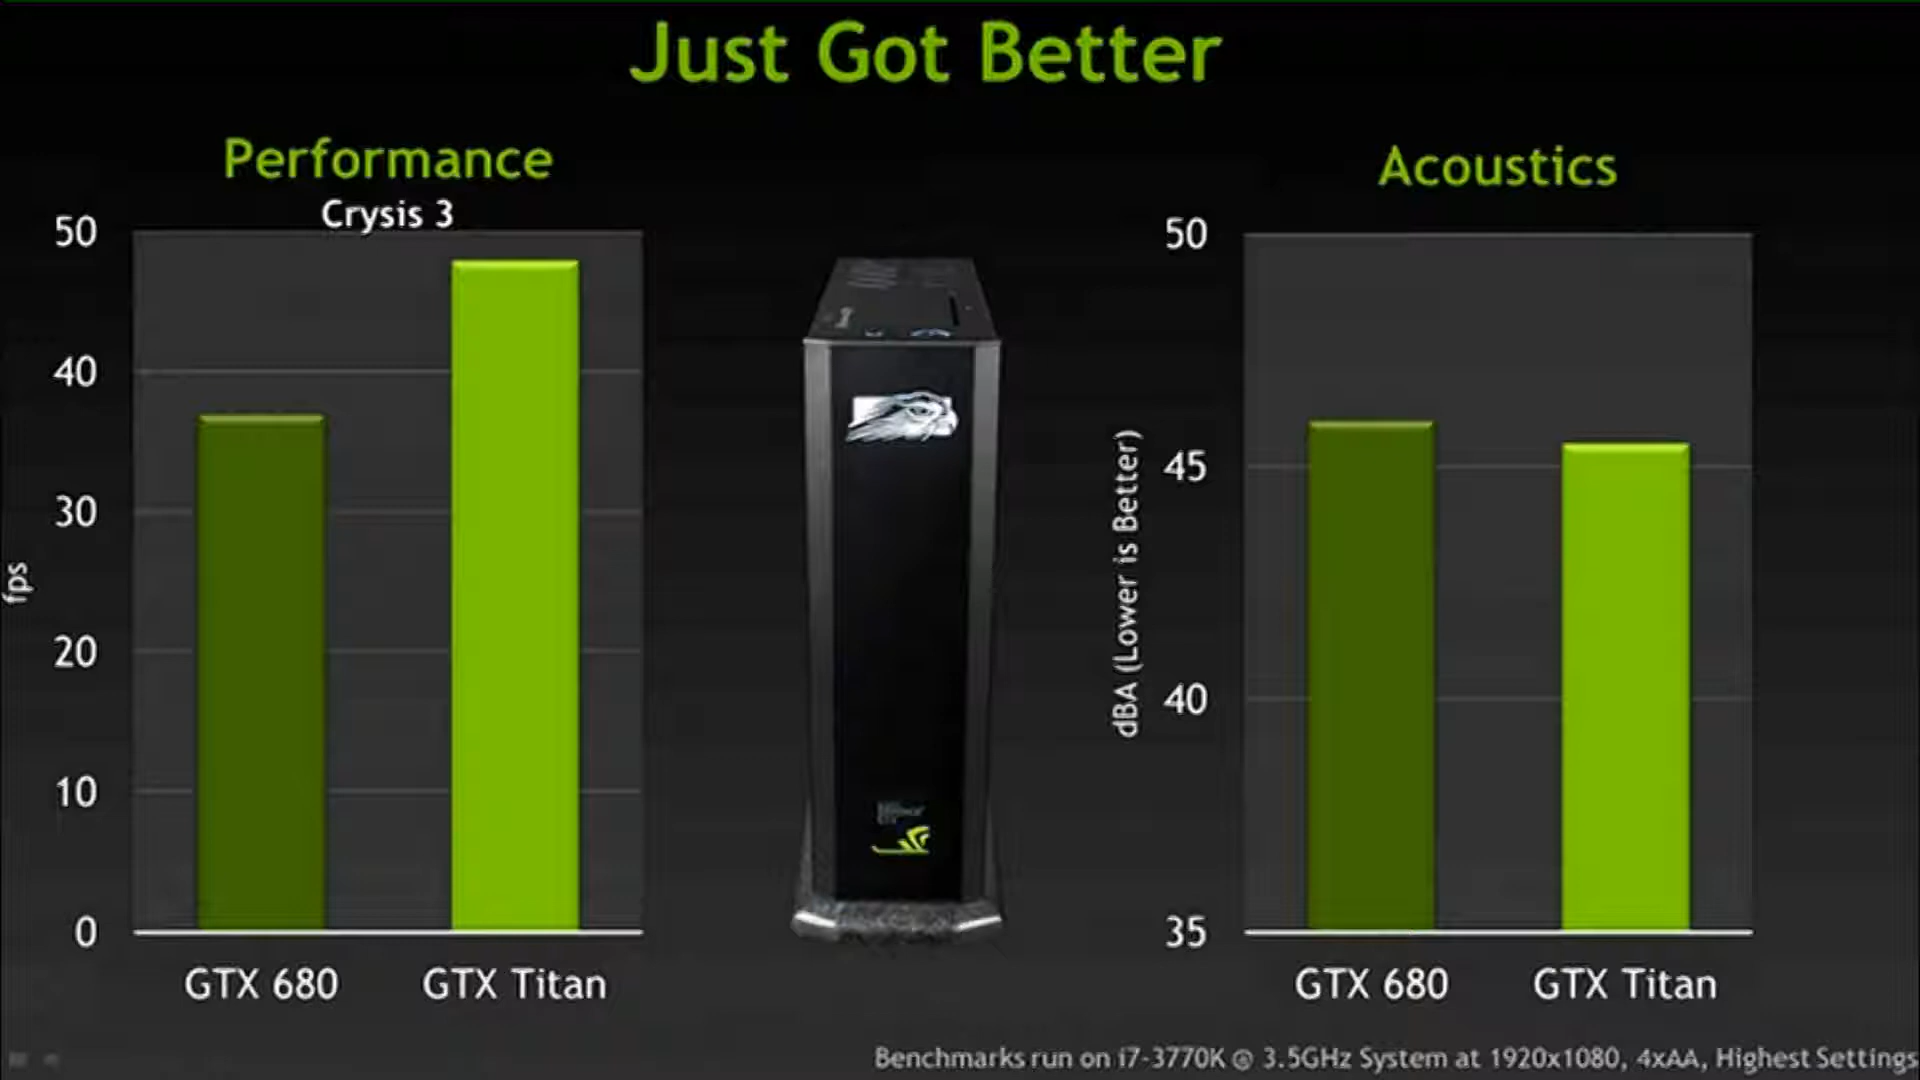 Just Got Better
Performance
Crysis 3
50
40
30
20
10
0
fps
GTX 680
GTX Titan
Acoustics
50
45
40
35
dBA (Lower is Better)
GTX 680
GTX Titan
Benchmarks run on i7-3770K @ 3.5GHz System at 1920x1080, 4xAA, Highest Settings